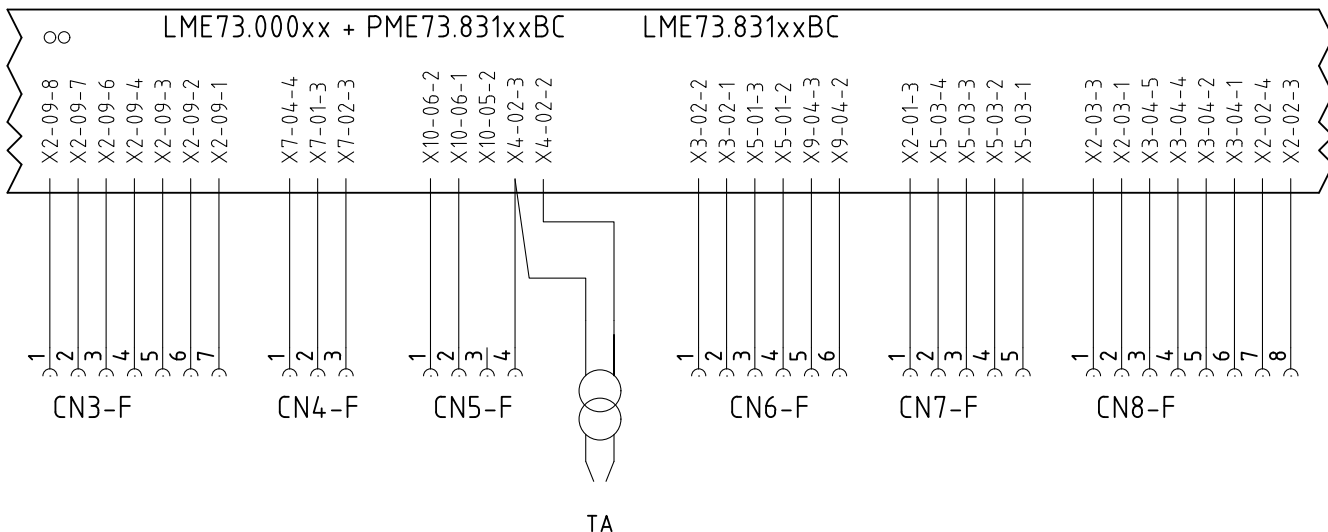 LME73.000xx + PME73.831xxBC LME73.831xxBC
X2-09-8 X2-09-7 X2-09-6 X2-09-4 X2-09-3 X2-09-2 X2-09-1 X7-04-4 X7-01-3 X7-02-3 X10-06-2 X10-06-1 X10-05-2 X4-02-3 X4-02-2 X3-02-2 X3-02-1 X5-01-3 X5-01-2 X9-04-3 X9-04-2 X2-01-3 X5-03-4 X5-03-3 X5-03-2 X5-03-1 X2-03-3 X2-03-1 X3-04-5 X3-04-4 X3-04-2 X3-04-1 X2-02-4 X2-02-3
1 2 3 4 5 6 7 1 2 3 1 2 3 4 1 2 3 4 5 6 1 2 3 4 5 1 2 3 4 5 6 7 8
CN3-F CN4-F CN5-F CN6-F CN7-F CN8-F
TA